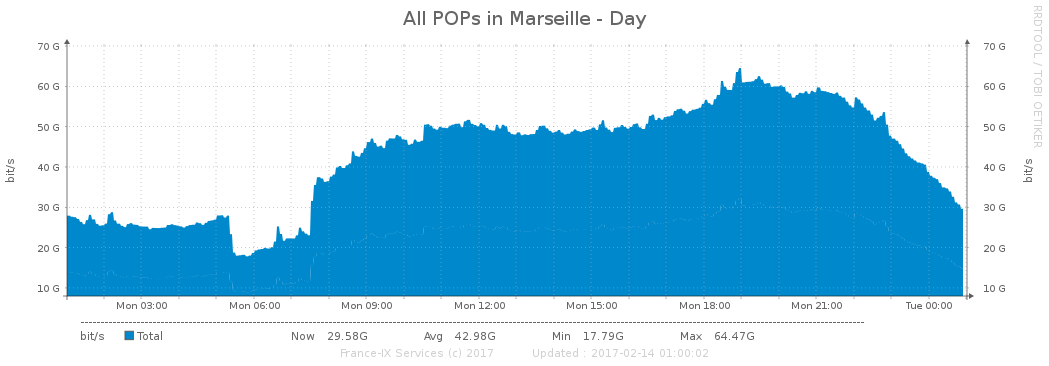 All POPs in Marseille - Day
RRDTOOL / TOBI OETIKER
bit/s
bit/s
70 G 70 G
60 G 60 G
50 G 50 G
40 G 40 G
30 G 30 G
20 G 20 G
10 G 10 G
Mon 03:00 Mon 06:00 Mon 09:00 Mon 12:00 Mon 15:00 Mon 18:00 Mon 21:00 Tue 00:00
bit/s Total Now 29.58G Avg 42.98G Min 17.79G Max 64.47G
France-IX Services (c) 2017 Updated : 2017-02-14 01:00:02